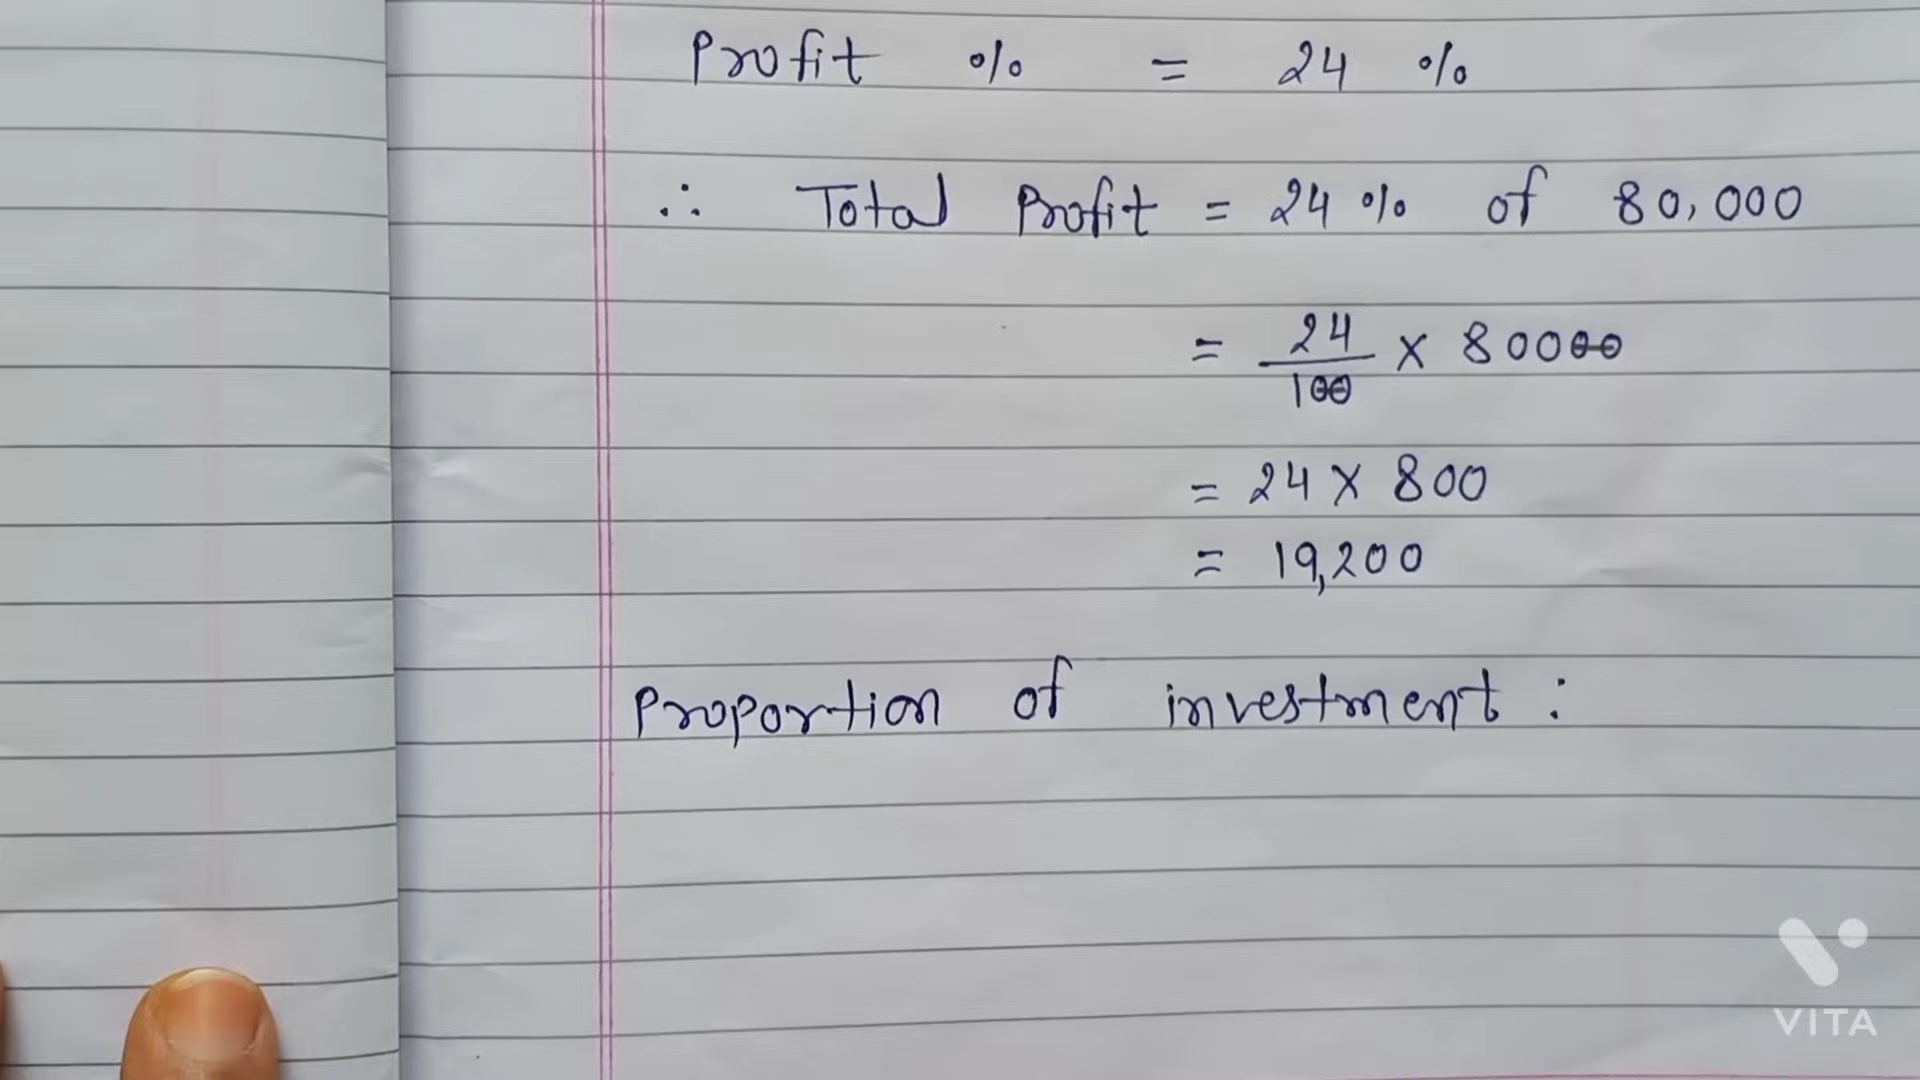 Profit % = 24 %
∴ Total Profit = 24 % of 80,000
= 24/100 × 80000
= 24 × 800
= 19,200
Proportion of investment :
VITA